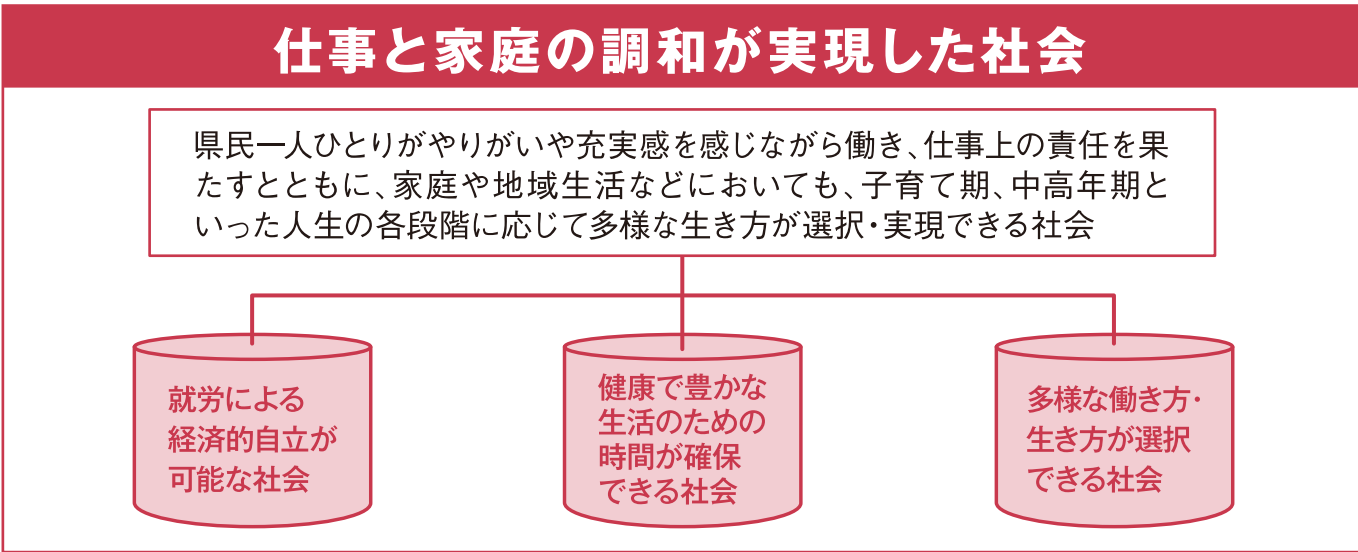 仕事と家庭の調和が実現した社会
県民一人ひとりがやりがいや充実感を感じながら働き、仕事上の責任を果
たすとともに、家庭や地域生活などにおいても、子育て期、中高年期と
いった人生の各段階に応じて多様な生き方が選択・実現できる社会
就労による
経済的自立が
可能な社会
健康で豊かな
生活のための
時間が確保
できる社会
多様な働き方・
生き方が選択
できる社会